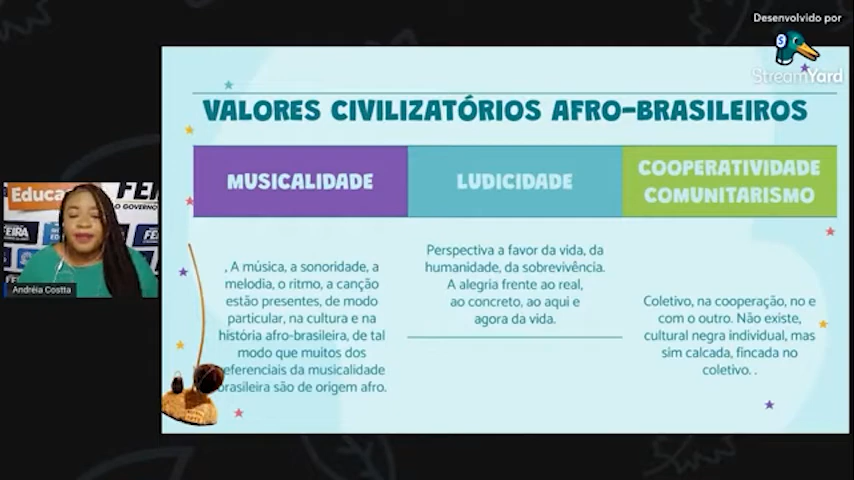 Desenvolvido por
StreamYard
VALORES CIVILIZATÓRIOS AFRO-BRASILEIROS
MUSICALIDADE
LUDICIDADE
COOPERATIVIDADE
COMUNITARISMO
, A música, a sonoridade, a
melodia, o ritmo, a canção
estão presentes, de modo
particular, na cultura e na
história afro-brasileira, de tal
modo que muitos dos
referenciais da musicalidade
brasileira são de origem afro.
Perspectiva a favor da vida, da
humanidade, da sobrevivência.
A alegria frente ao real,
ao concreto, ao aqui e
agora da vida.
Coletivo, na cooperação, no e
com o outro. Não existe,
cultural negra individual, mas
sim calcada, fincada no
coletivo. .
Educa
O GOVERNO
FEIRA
Andréia Costta